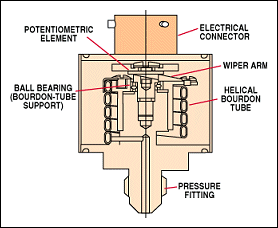 POTENTIOMETRIC
ELEMENT
ELECTRICAL
CONNECTOR
WIPER ARM
BALL BEARING
(BOURDON-TUBE
SUPPORT)
HELICAL
BOURDON
TUBE
PRESSURE
FITTING